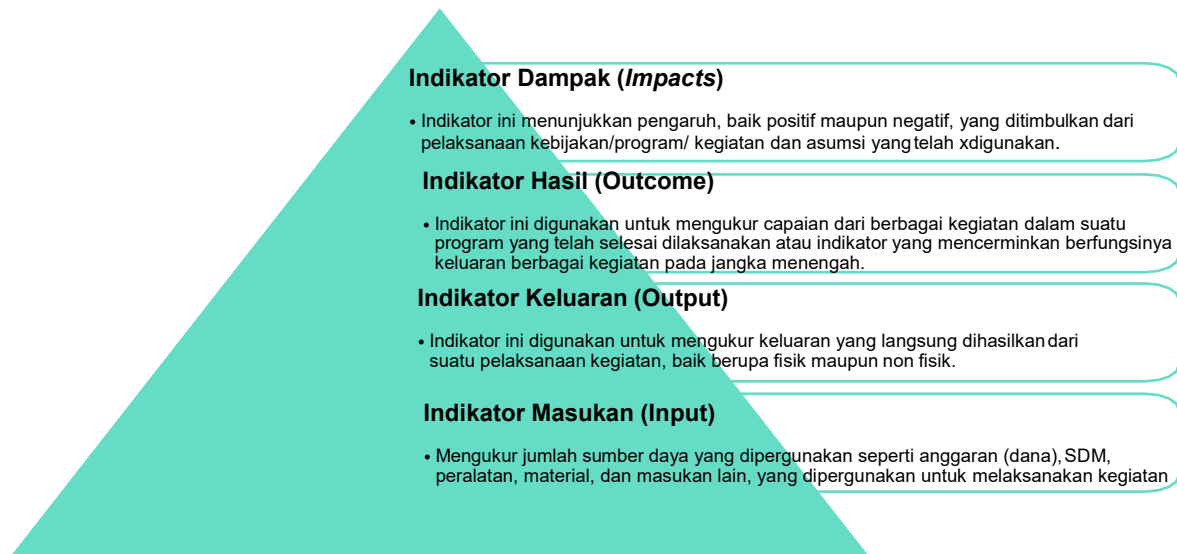 Indikator Dampak (Impacts)
• Indikator ini menunjukkan pengaruh, baik positif maupun negatif, yang ditimbulkan dari
pelaksanaan kebijakan/program/ kegiatan dan asumsi yang telah xdigunakan.
Indikator Hasil (Outcome)
• Indikator ini digunakan untuk mengukur capaian dari berbagai kegiatan dalam suatu
program yang telah selesai dilaksanakan atau indikator yang mencerminkan berfungsinya
keluaran berbagai kegiatan pada jangka menengah.
Indikator Keluaran (Output)
• Indikator ini digunakan untuk mengukur keluaran yang langsung dihasilkan dari
suatu pelaksanaan kegiatan, baik berupa fisik maupun non fisik.
Indikator Masukan (Input)
• Mengukur jumlah sumber daya yang dipergunakan seperti anggaran (dana), SDM,
peralatan, material, dan masukan lain, yang dipergunakan untuk melaksanakan kegiatan